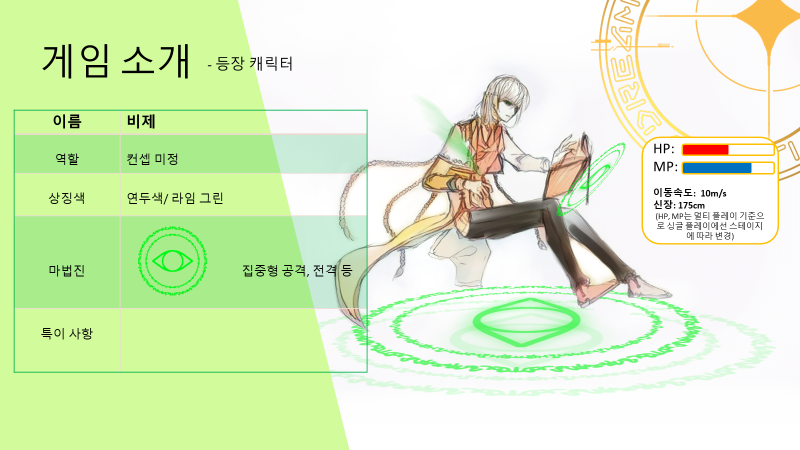 게임 소개 - 등장 캐릭터
이름 비제
역할 컨셉 미정
상징색 연두색/ 라임 그린
마법진 집중형 공격, 전격 등
특이 사항
HP:
MP:
이동속도: 10m/s
신장: 175cm
(HP, MP는 멀티 플레이 기준으
로 싱글 플레이에선 스테이지
에 따라 변경)